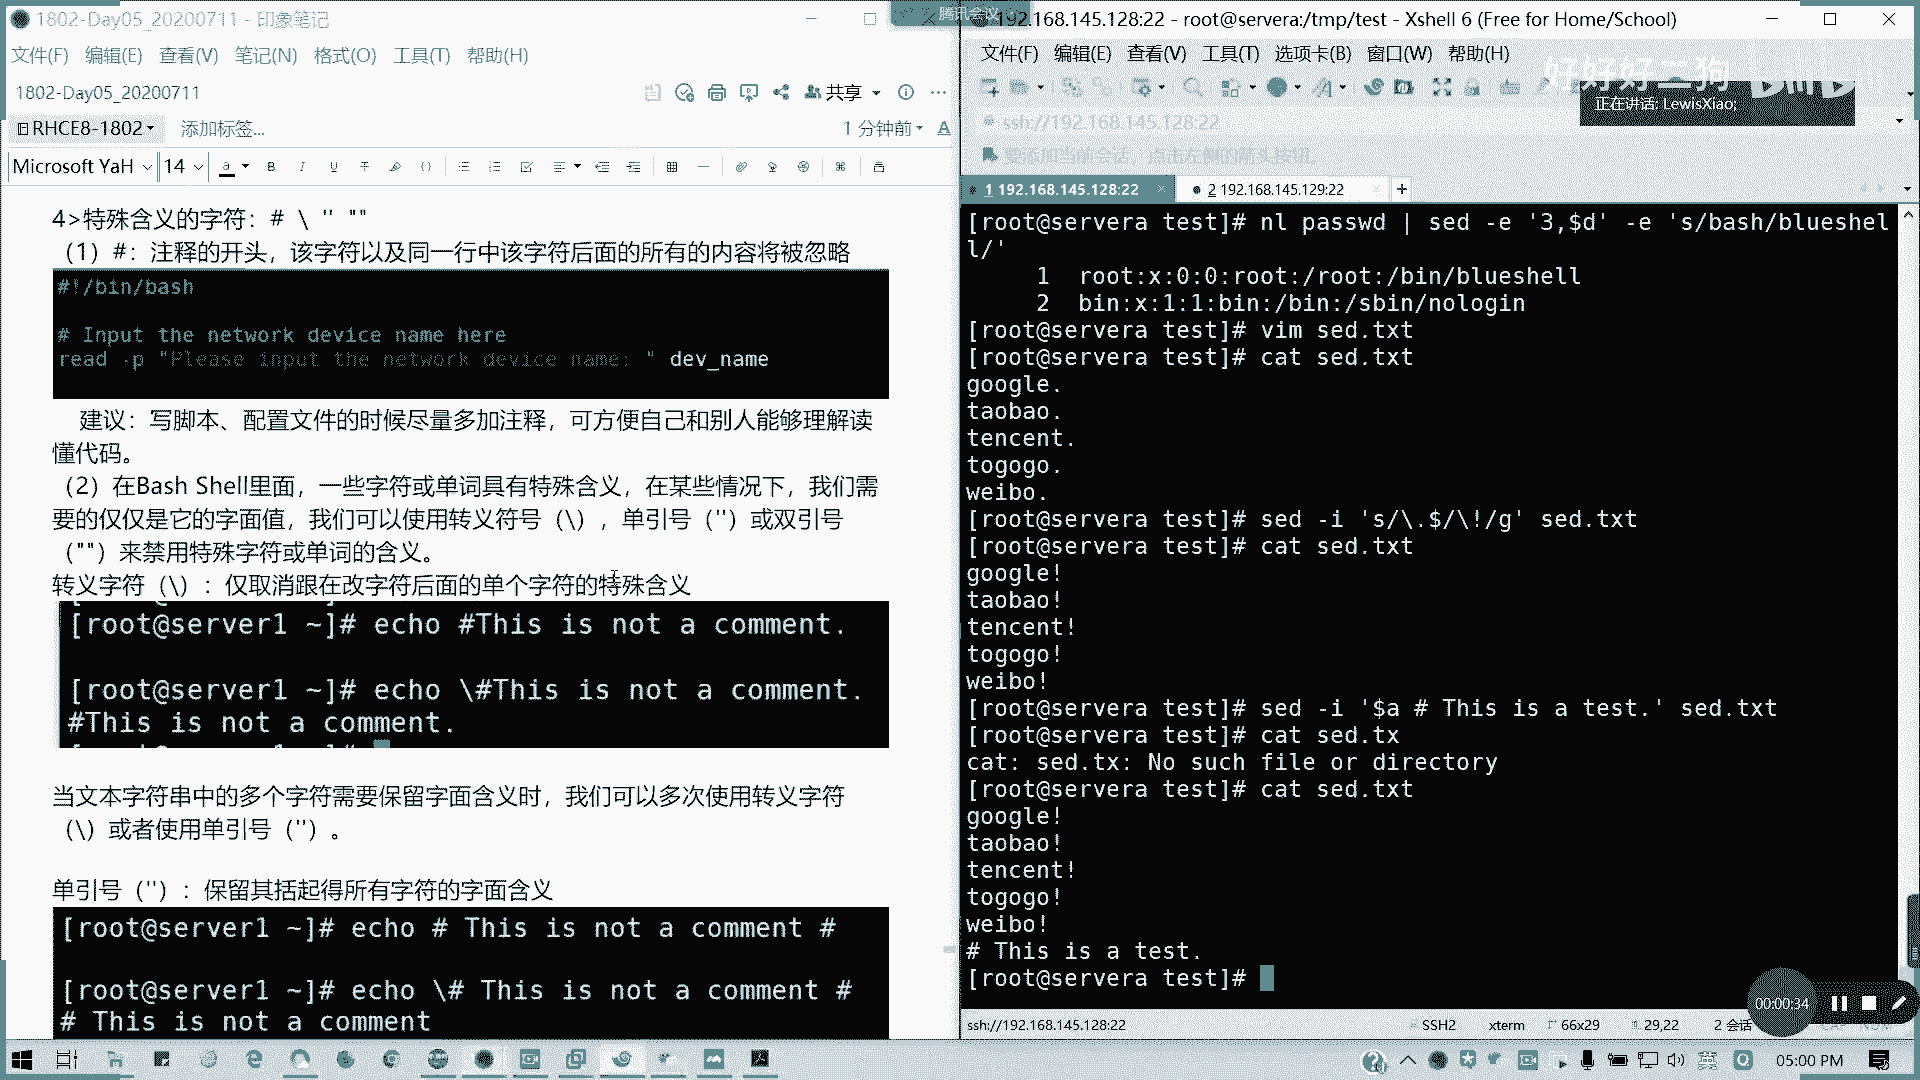 1802-Day05_20200711 - 印象笔记
文件(F) 编辑(E) 查看(V) 笔记(N) 格式(O) 工具(T) 帮助(H)
1802-Day05_20200711
共享
RHCE8-1802 添加标签...
1 分钟前
Microsoft YaH 14
4>特殊含义的字符：# \ '' ""
（1）#：注释的开头，该字符以及同一行中该字符后面的所有的内容将被忽略
#!/bin/bash
# Input the network device name here
read -p "Please input the network device name: " dev_name
建议：写脚本、配置文件的时候尽量多加注释，可方便自己和别人能够理解读
懂代码。
（2）在Bash Shell里面，一些字符或单词具有特殊含义，在某些情况下，我们需
要的仅仅是它的字面值，我们可以使用转义符号（\），单引号（''）或双引号
（""）来禁用特殊字符或单词的含义。
转义字符（\）：仅取消跟在改字符后面的单个字符的特殊含义
[root@server1 ~]# echo #This is not a comment.
[root@server1 ~]# echo \#This is not a comment.
#This is not a comment.
当文本字符串中的多个字符需要保留字面含义时，我们可以多次使用转义字符
（\）或者使用单引号（''）。
单引号（''）：保留其括起得所有字符的字面含义
[root@server1 ~]# echo # This is not a comment #
[root@server1 ~]# echo \# This is not a comment #
# This is not a comment
腾讯会议
192.168.145.128:22 - root@servera:/tmp/test - Xshell 6 (Free for Home/School)
文件(F) 编辑(E) 查看(V) 工具(T) 选项卡(B) 窗口(W) 帮助(H)
好好好二狗
正在讲话: LewisXiao;
ssh://192.168.145.128:22
要添加当前会话，点击左侧的箭头按钮。
1 192.168.145.128:22 2 192.168.145.129:22
[root@servera test]# nl passwd | sed -e '3,$d' -e 's/bash/blueshel
l/'
1 root:x:0:0:root:/root:/bin/blueshell
2 bin:x:1:1:bin:/bin:/sbin/nologin
[root@servera test]# vim sed.txt
[root@servera test]# cat sed.txt
google.
taobao.
tencent.
togogo.
weibo.
[root@servera test]# sed -i 's/\.$/\!/g' sed.txt
[root@servera test]# cat sed.txt
google!
taobao!
tencent!
togogo!
weibo!
[root@servera test]# sed -i '$a # This is a test.' sed.txt
[root@servera test]# cat sed.tx
cat: sed.tx: No such file or directory
[root@servera test]# cat sed.txt
google!
taobao!
tencent!
togogo!
weibo!
# This is a test.
[root@servera test]#
00:00:34
ssh://192.168.145.128:22 SSH2 xterm 66x29 29,22 2 会话
英
05:00 PM